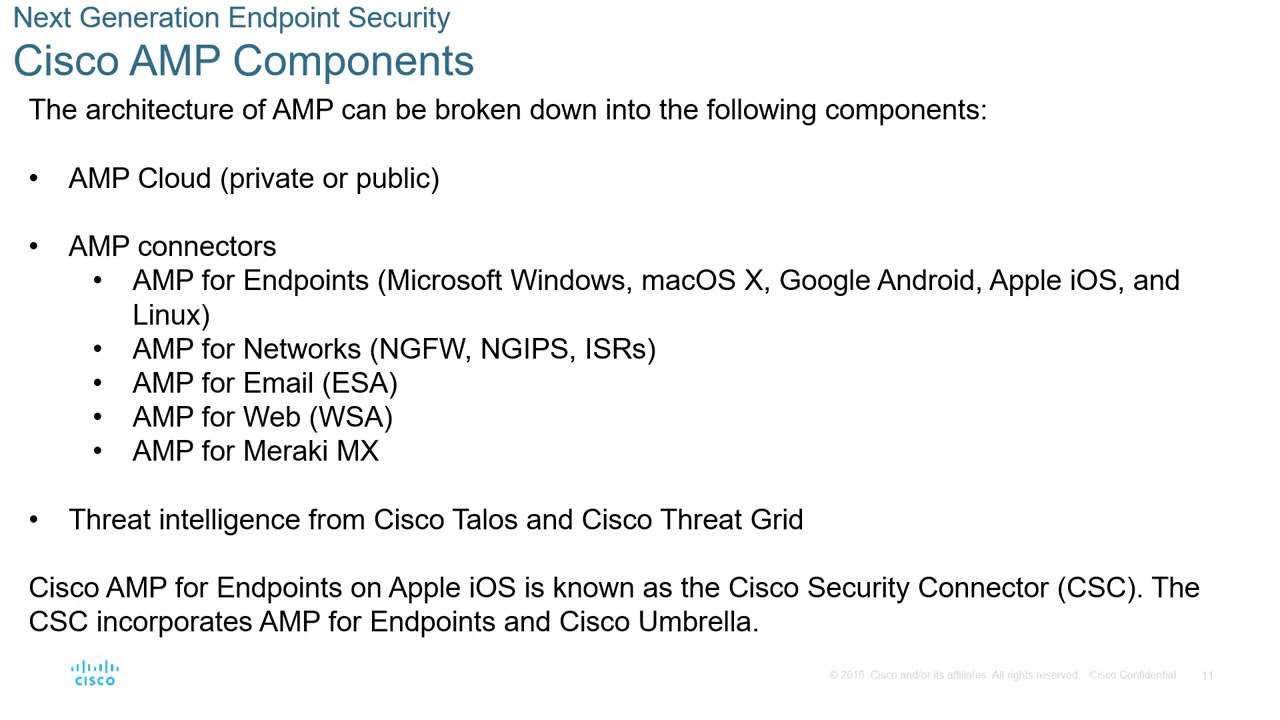 Next Generation Endpoint Security
Cisco AMP Components
The architecture of AMP can be broken down into the following components:
• AMP Cloud (private or public)
• AMP connectors
• AMP for Endpoints (Microsoft Windows, macOS X, Google Android, Apple iOS, and
Linux)
• AMP for Networks (NGFW, NGIPS, ISRs)
• AMP for Email (ESA)
• AMP for Web (WSA)
• AMP for Meraki MX
• Threat intelligence from Cisco Talos and Cisco Threat Grid
Cisco AMP for Endpoints on Apple iOS is known as the Cisco Security Connector (CSC). The
CSC incorporates AMP for Endpoints and Cisco Umbrella.
CISCO
© 2016 Cisco and/or its affiliates. All rights reserved. Cisco Confidential 11